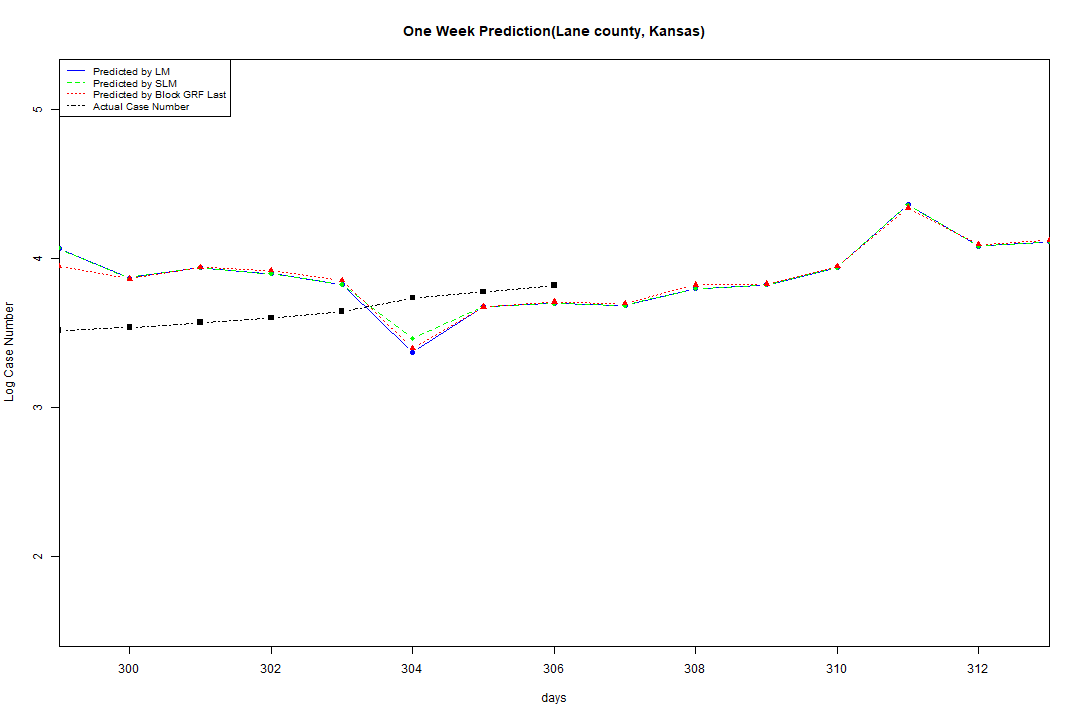 One Week Prediction(Lane county, Kansas)
Predicted by LM
Predicted by SLM
Predicted by Block GRF Last
Actual Case Number
5
4
3
2
Log Case Number
300 302 304 306 308 310 312
days